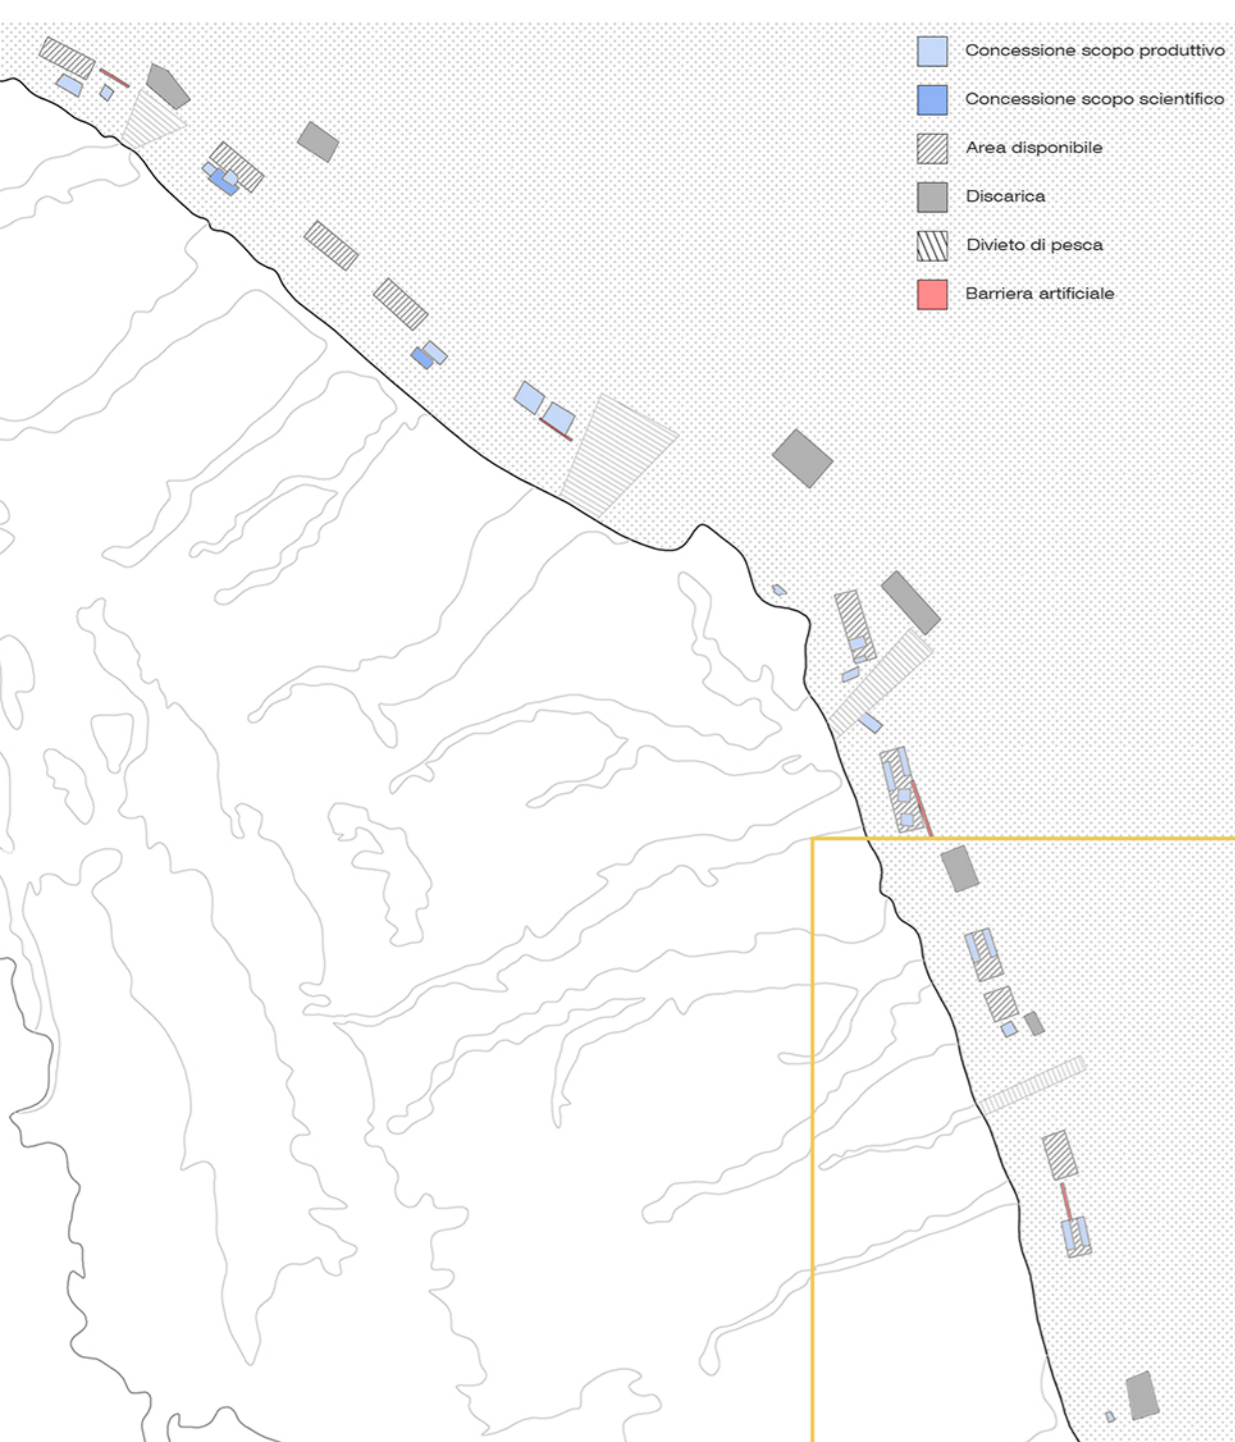 Concessione scopo produttivo
Concessione scopo scientifico
Area disponibile
Discarica
Divieto di pesca
Barriera artificiale